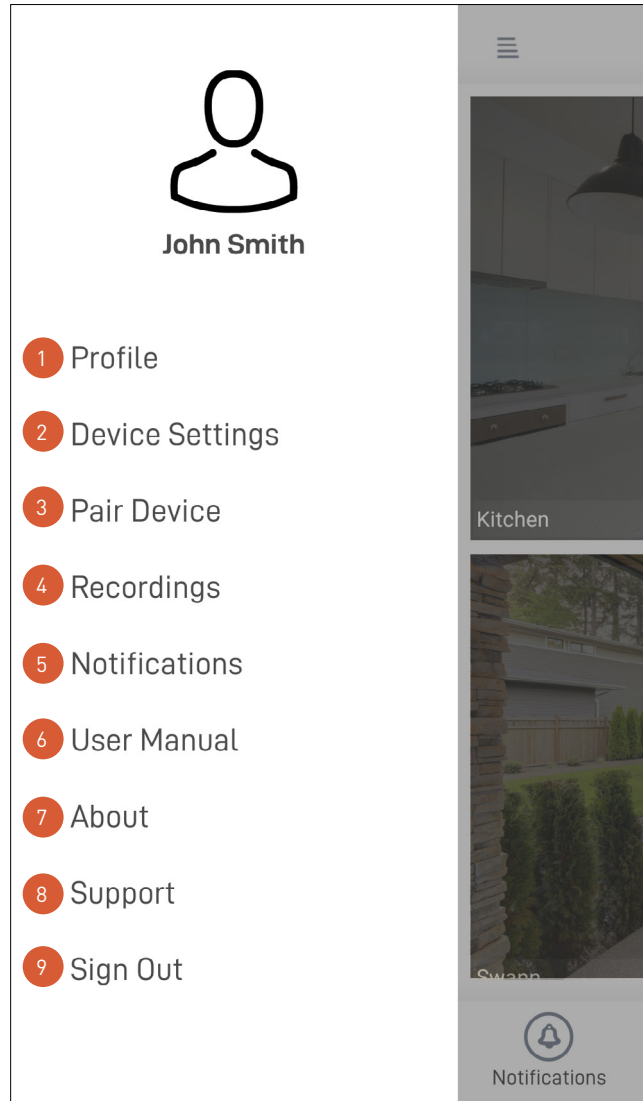 John Smith
1 Profile
2 Device Settings
3 Pair Device
4 Recordings
5 Notifications
6 User Manual
7 About
8 Support
9 Sign Out
Kitchen
Swann
Notifications